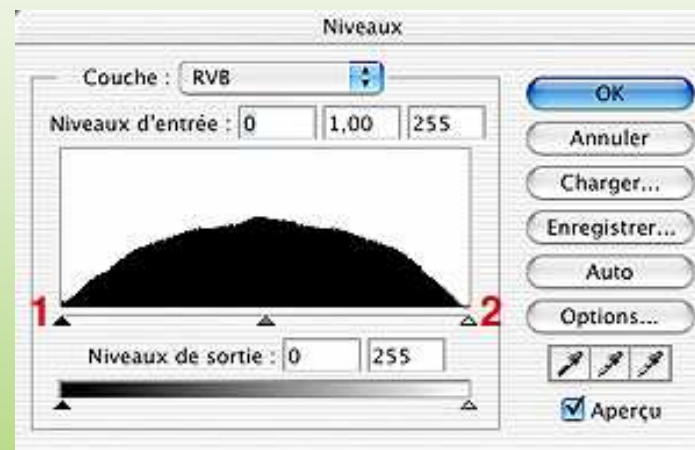 Niveaux
Couche : RVB
Niveaux d'entrée : 0 1,00 255
1 2
Niveaux de sortie : 0 255
OK
Annuler
Charger...
Enregistrer...
Auto
Options...
Aperçu